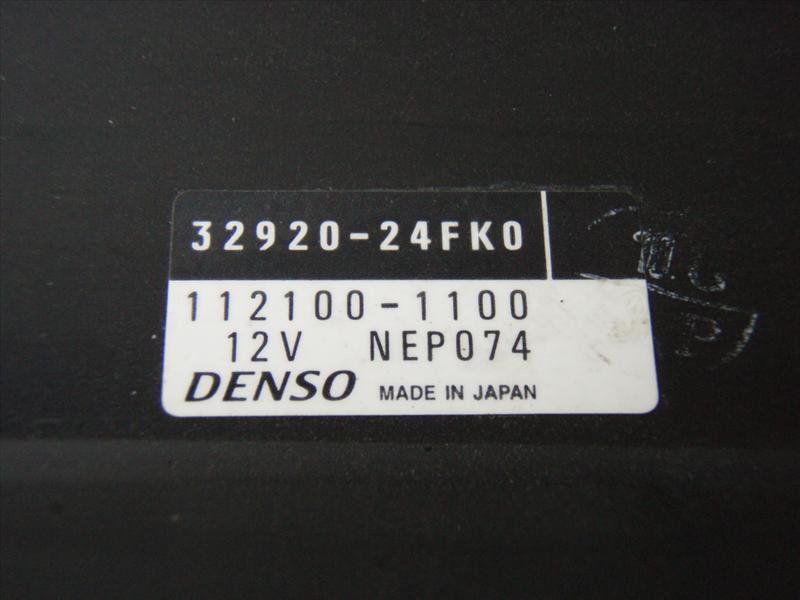 32920-24FK0
112100-1100
12V NEP074
DENSO MADE IN JAPAN